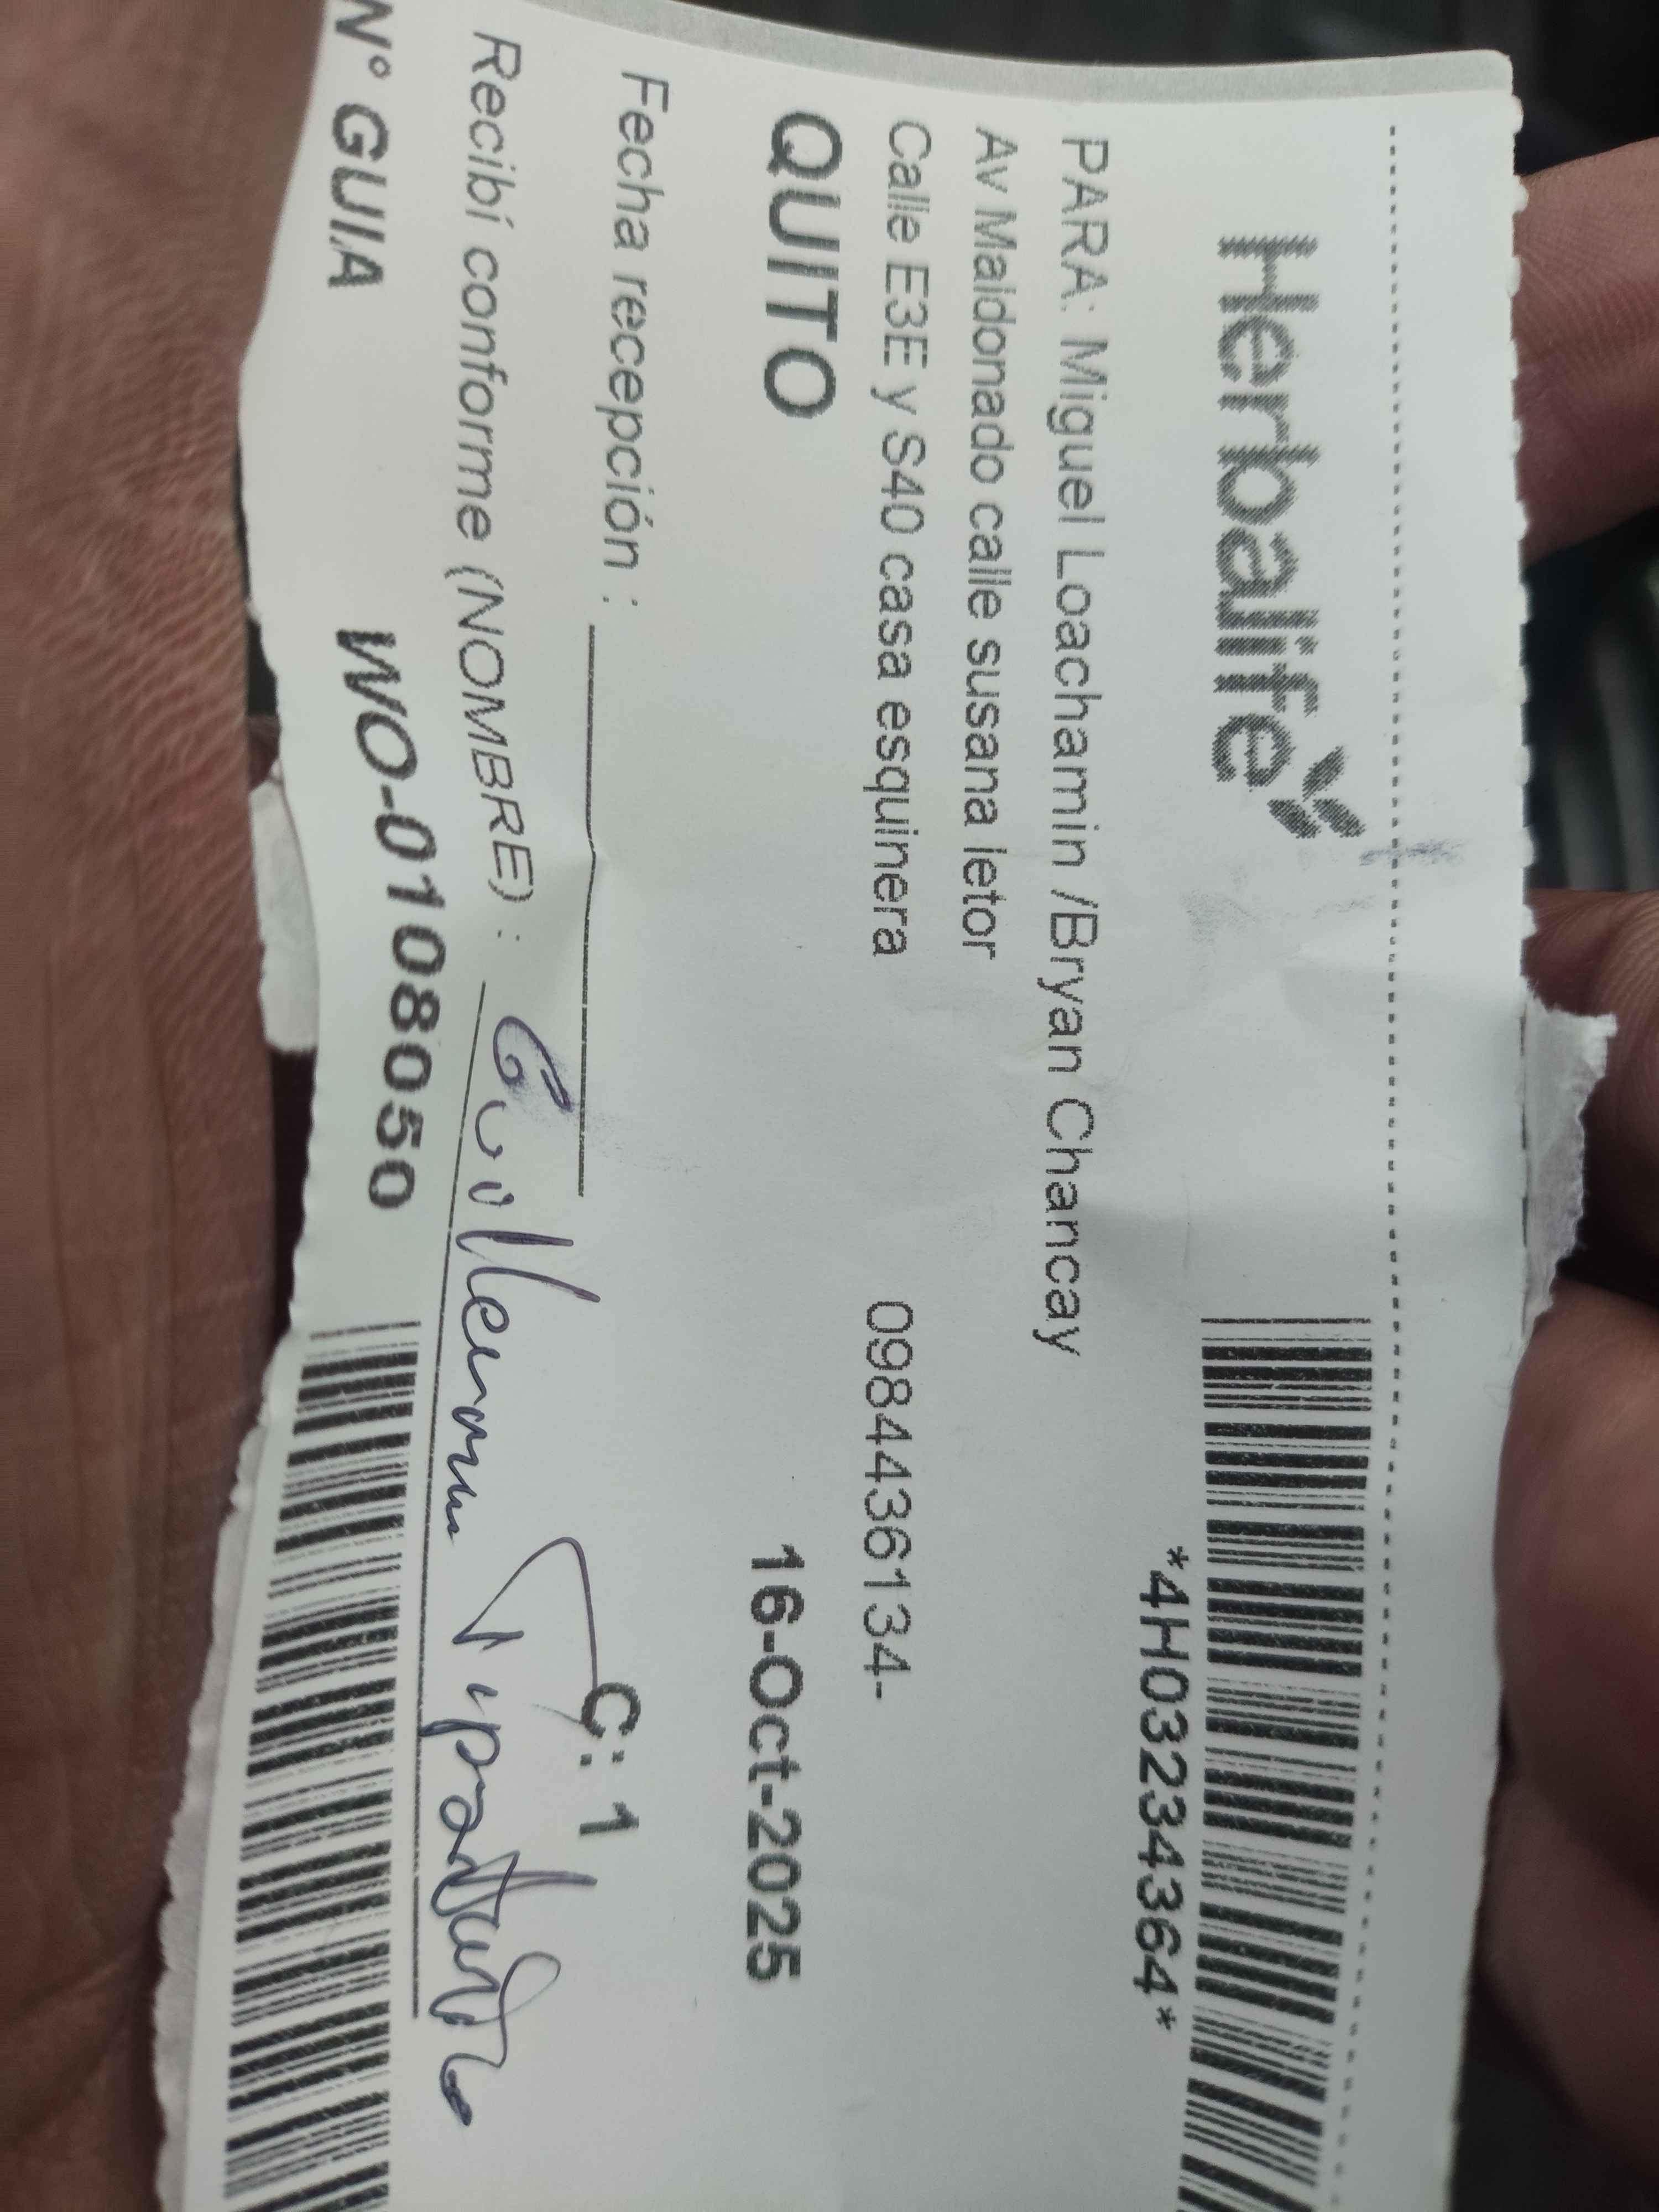 Herbalife
*4H03234364*
PARA: Miguel Loachamin /Bryan Chancay
Av Maldonado calle susana letor
Calle E3E y S40 casa esquinera 0984436134-
QUITO 16-Oct-2025
Fecha recepción : C: 1
Recibí conforme (NOMBRE) :
N° GUIA WO-0108050